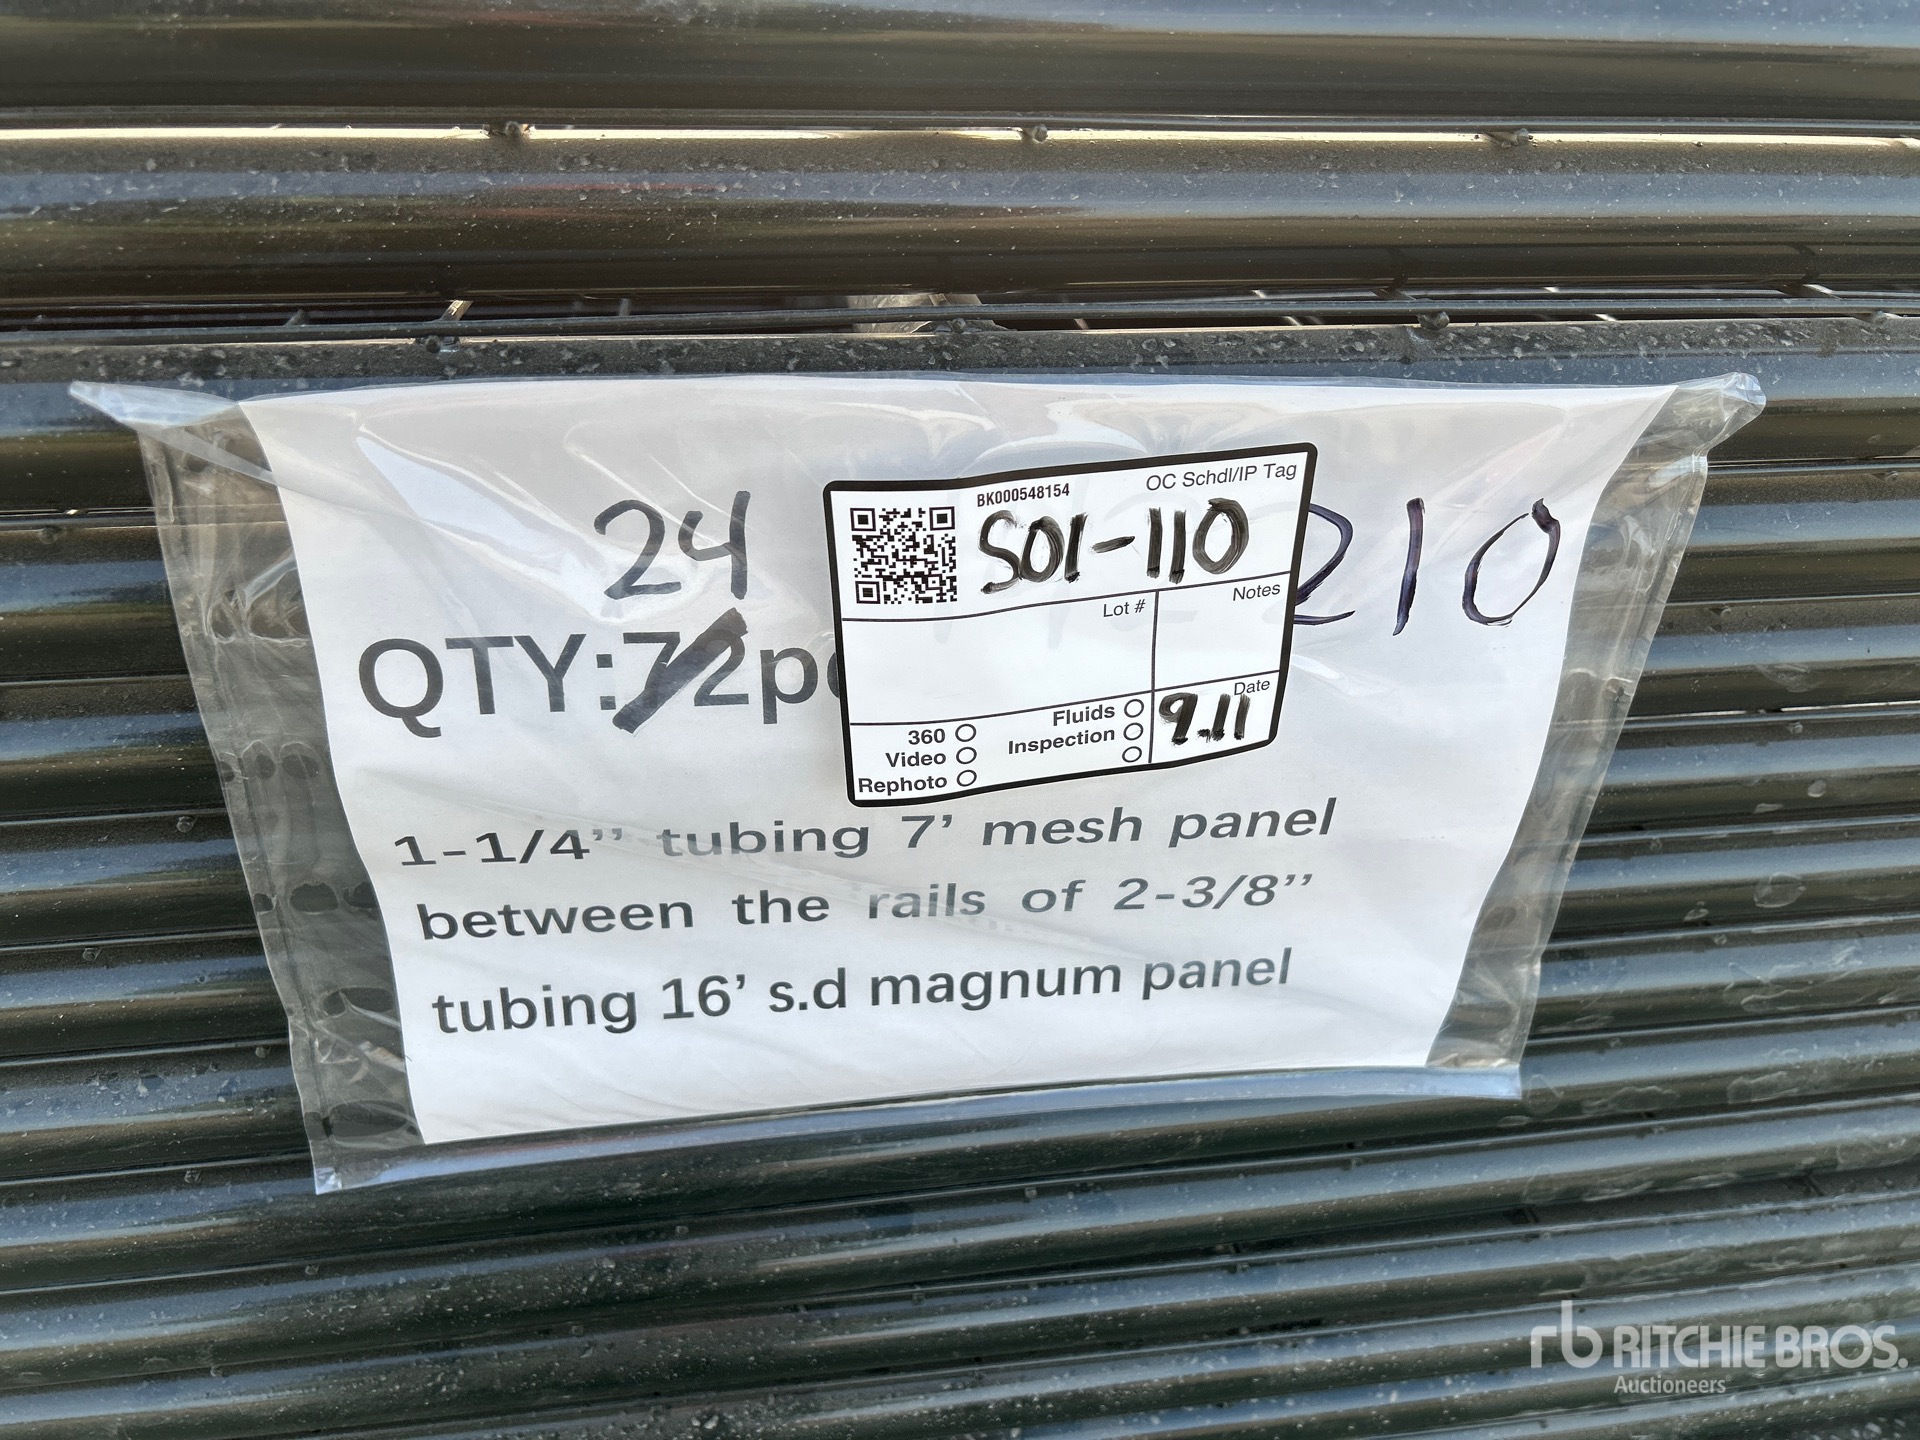 24
210
QTY:72p
BK000548154
OC Schdl/IP Tag
S01-110
Lot #
Notes
Date
9.11
360
Video
Rephoto
Fluids
Inspection
1-1/4’’ tubing 7’ mesh panel
between the rails of 2-3/8’’
tubing 16’ s.d magnum panel
rb RITCHIE BROS.
Auctioneers